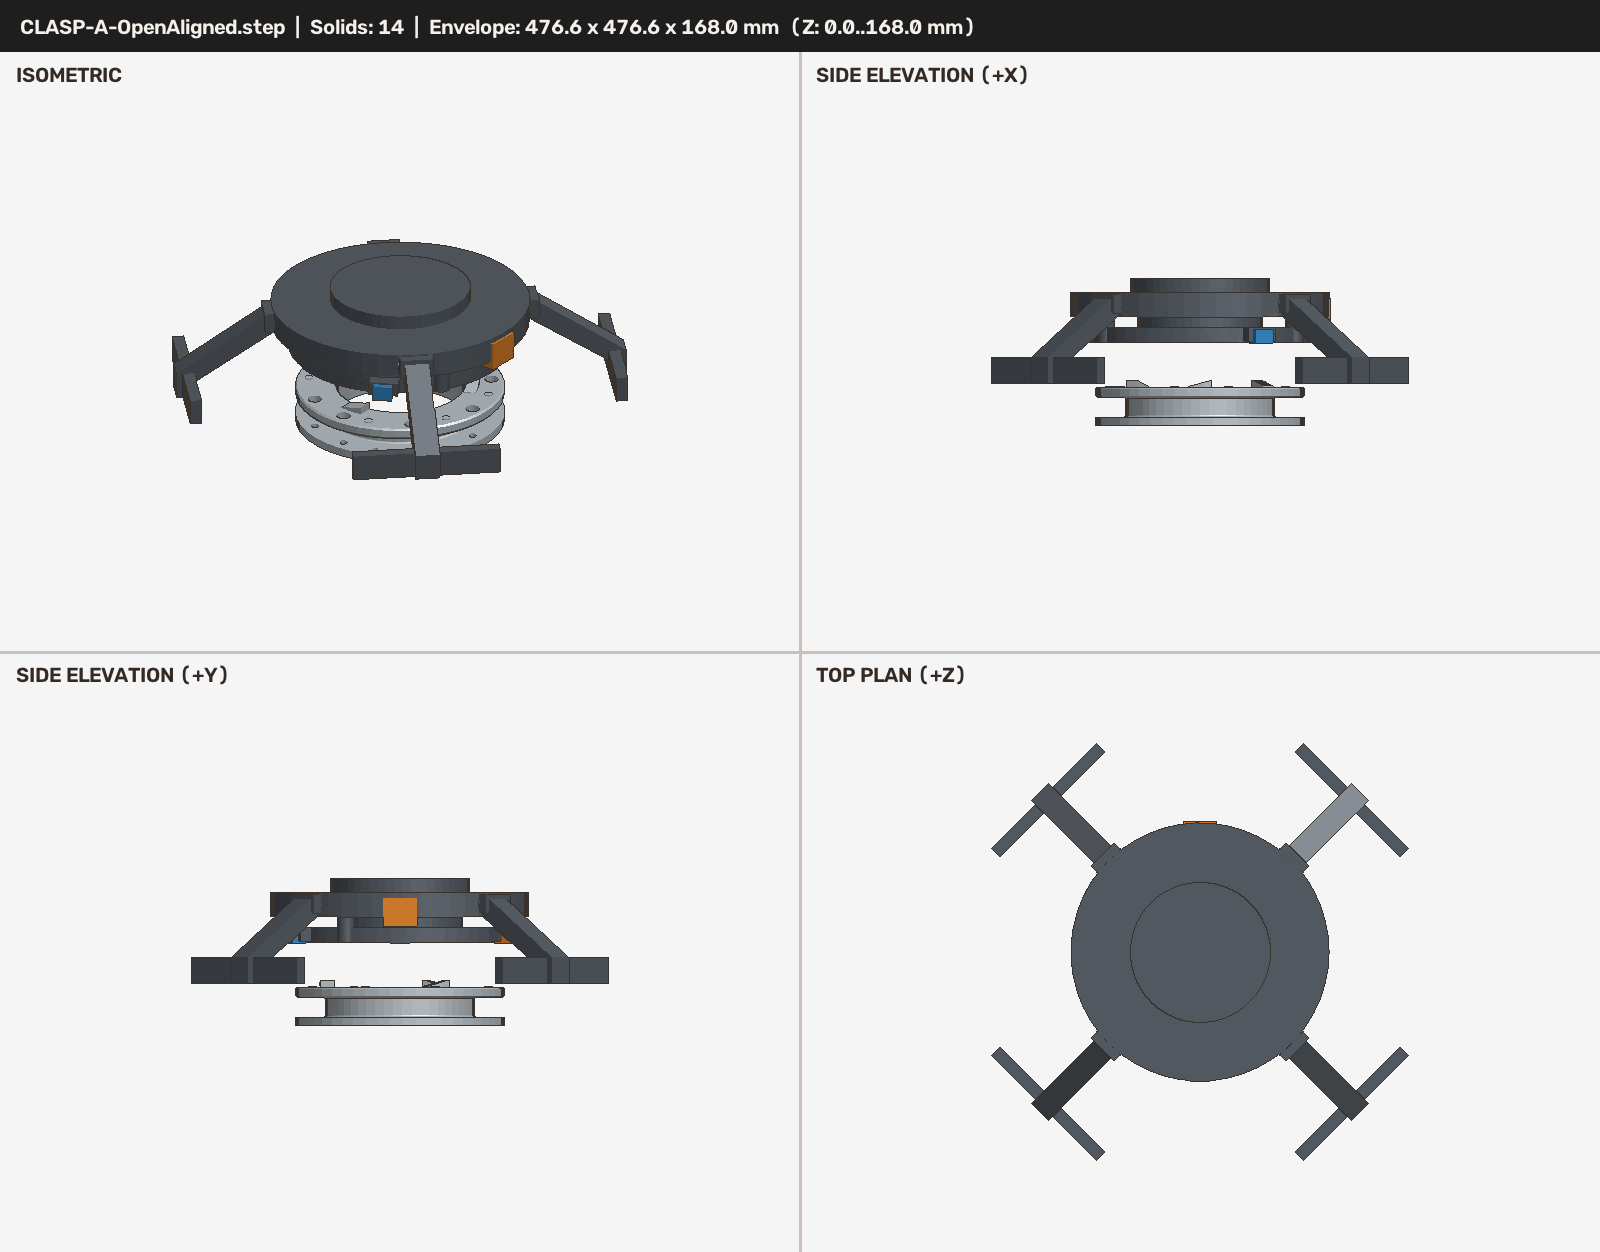 CLASP-A-OpenAligned.step | Solids: 14 | Envelope: 476.6 x 476.6 x 168.0 mm (Z: 0.0..168.0 mm)
ISOMETRIC
SIDE ELEVATION (+X)
SIDE ELEVATION (+Y)
TOP PLAN (+Z)